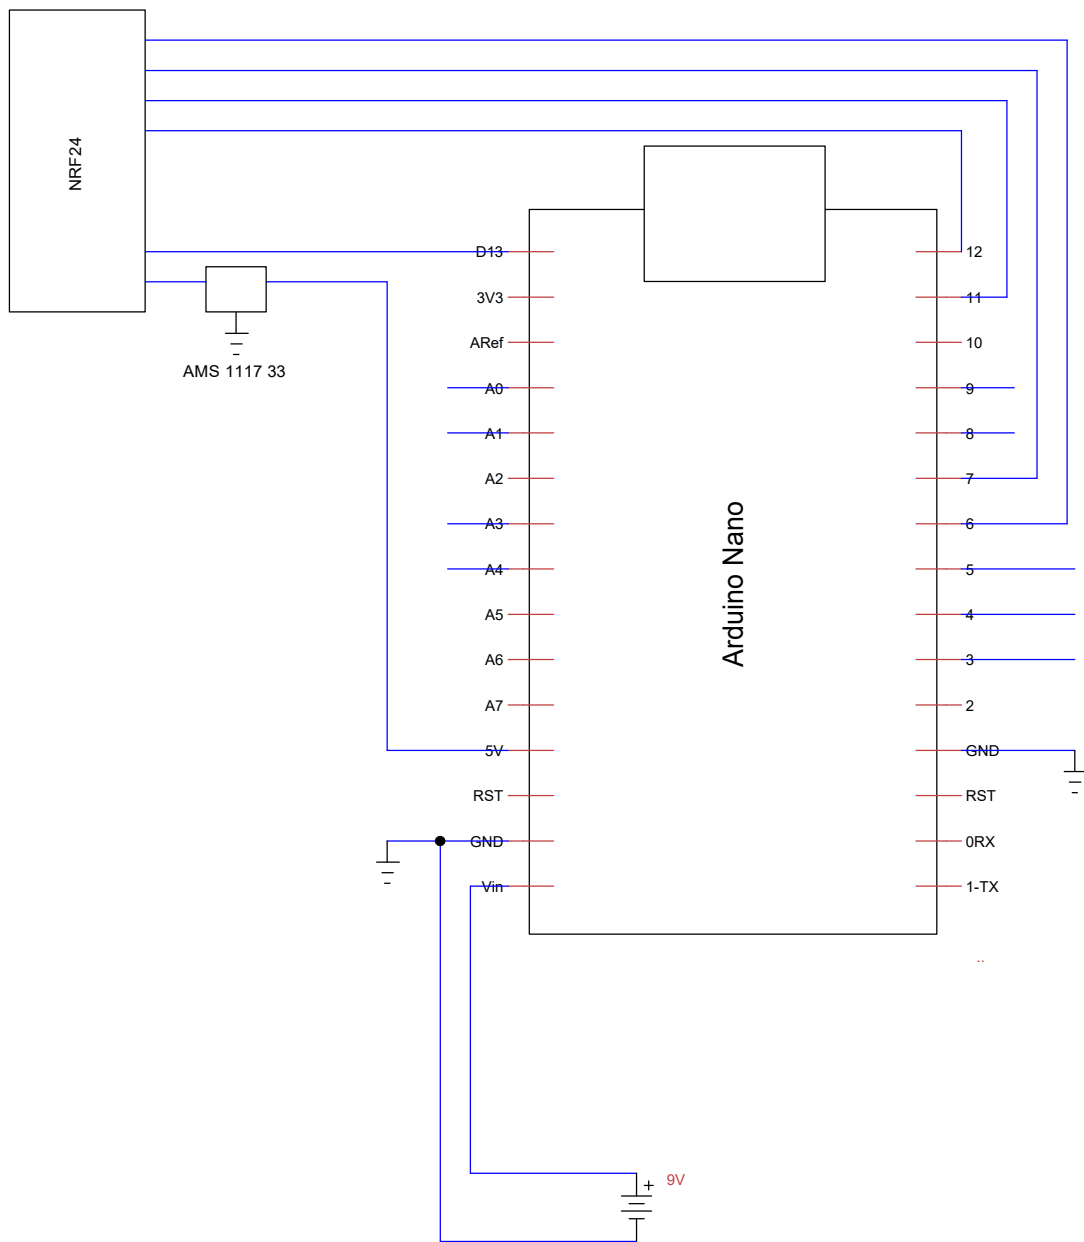 NRF24
AMS 1117 33
Arduino Nano
D13
3V3
ARef
A0
A1
A2
A3
A4
A5
A6
A7
5V
RST
GND
Vin
12
11
10
9
8
7
6
5
4
3
2
GND
RST
0RX
1-TX
..
+
9V